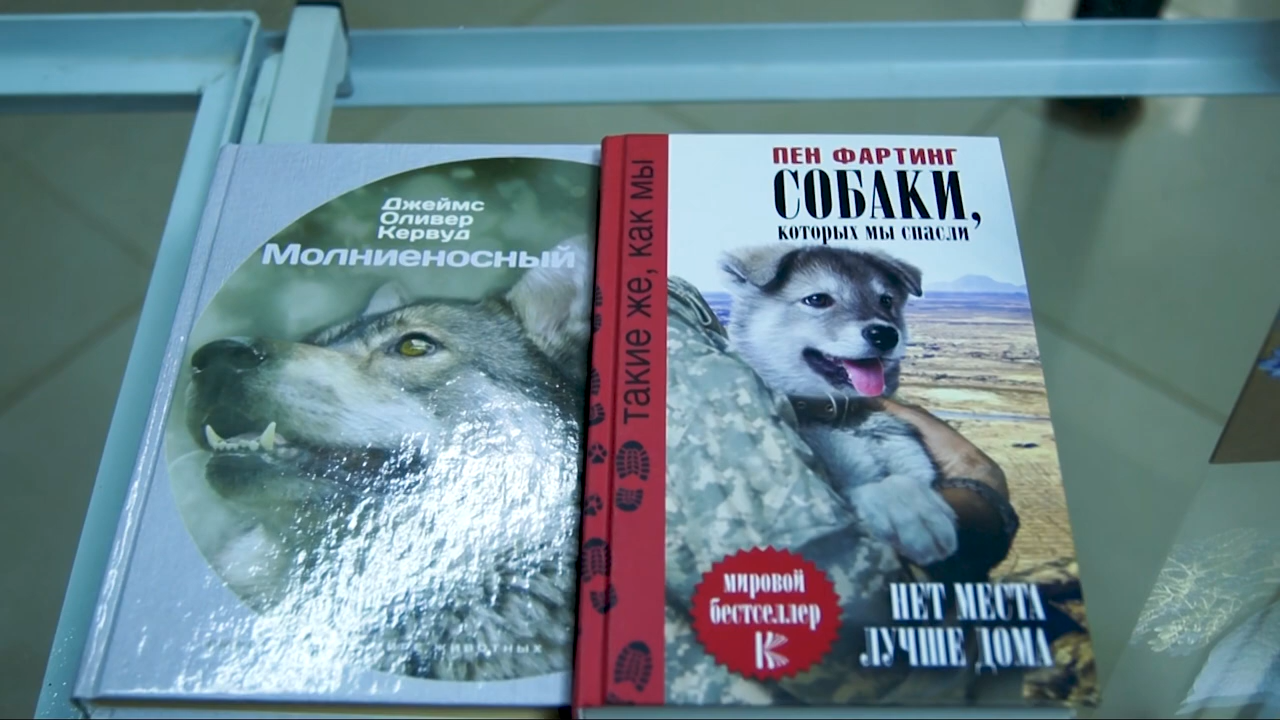 Джеймс
Оливер
Кервуд
Молниеносный
животных
такие же, как мы
ПЕН ФАРТИНГ
СОБАКИ,
которых мы спасли
мировой
бестселлер
К
НЕТ МЕСТА
ЛУЧШЕ ДОМА